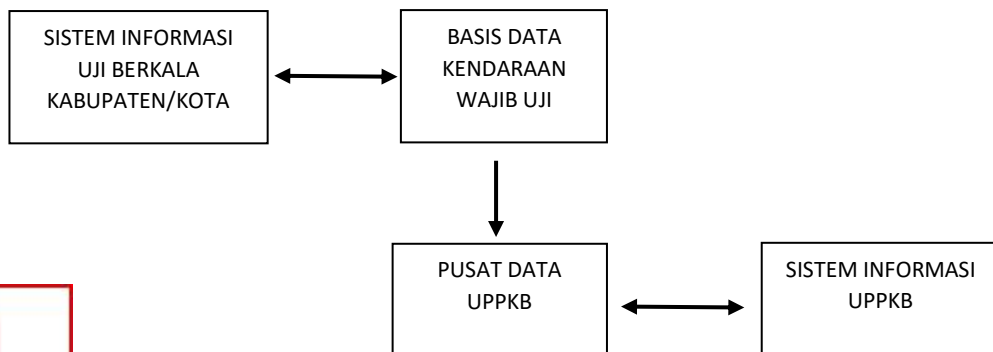 SISTEM INFORMASI
UJI BERKALA
KABUPATEN/KOTA
BASIS DATA
KENDARAAN
WAJIB UJI
PUSAT DATA
UPPKB
SISTEM INFORMASI
UPPKB